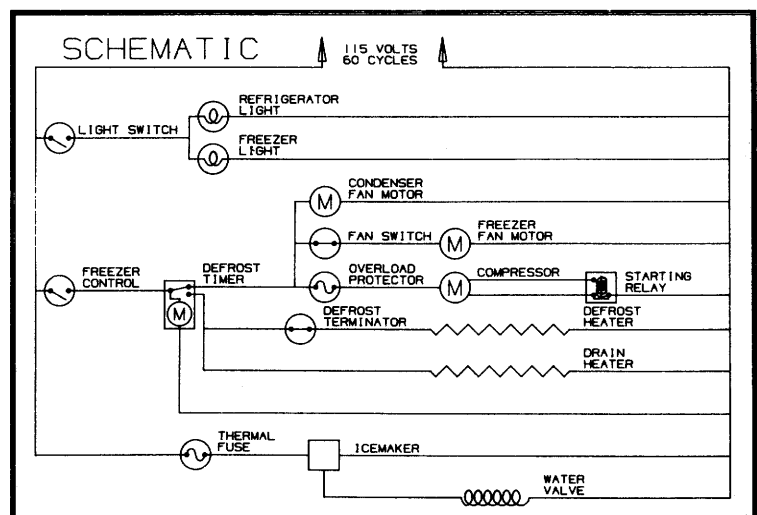 SCHEMATIC
115 VOLTS
60 CYCLES
REFRIGERATOR
LIGHT
LIGHT SWITCH
FREEZER
LIGHT
CONDENSER
FAN MOTOR
M
FAN SWITCH
M
FREEZER
FAN MOTOR
FREEZER
CONTROL
DEFROST
TIMER
M
OVERLOAD
PROTECTOR
M
COMPRESSOR
STARTING
RELAY
DEFROST
TERMINATOR
DEFROST
HEATER
DRAIN
HEATER
THERMAL
FUSE
ICEMAKER
WATER
VALVE